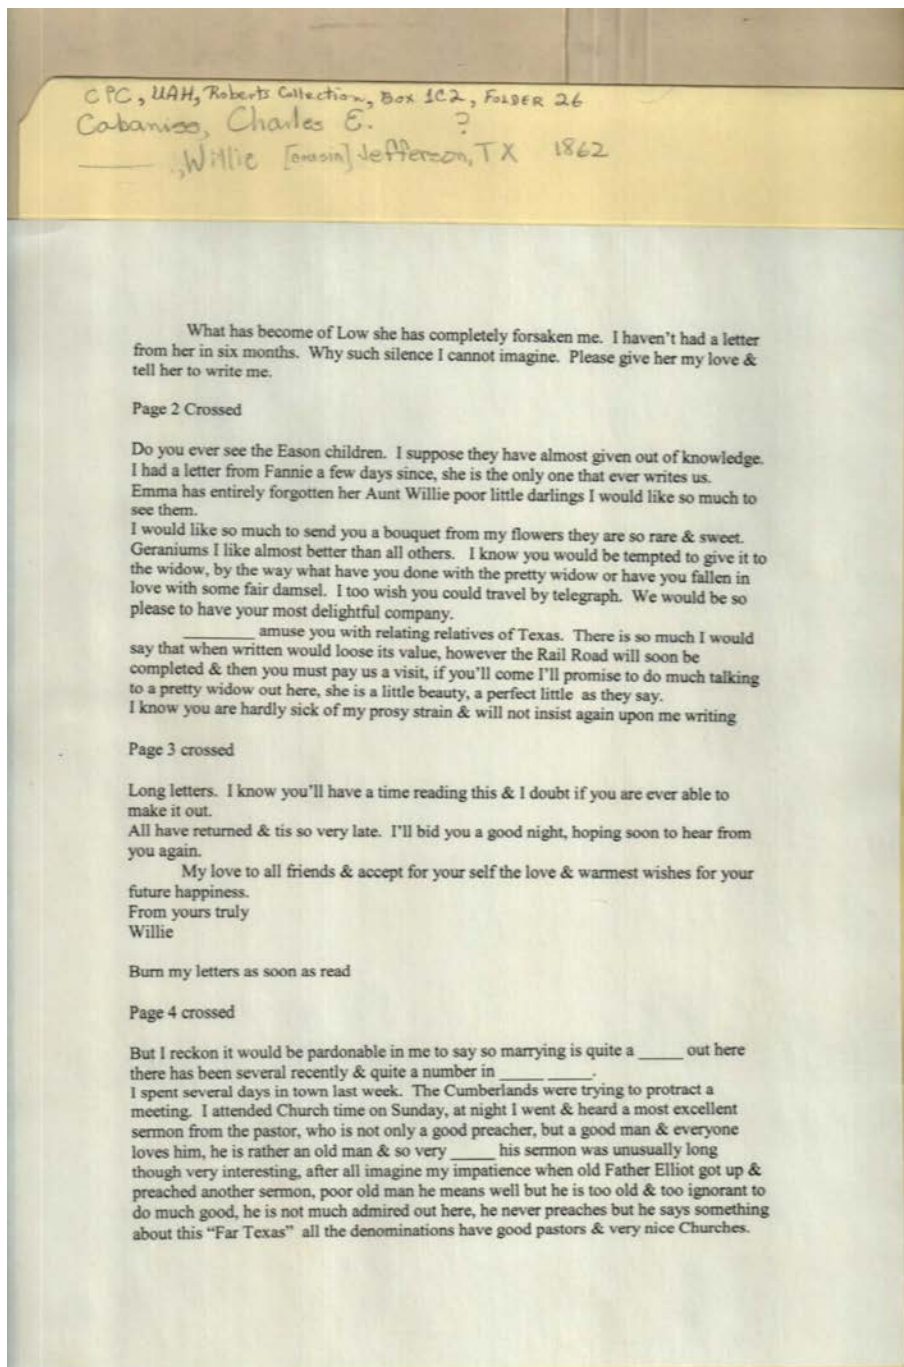 CPC, UAH, Roberts Collection, Box 1C2, FOLDER 26
Cabaniss, Charles E. ?
____, Willie [cousin] Jefferson, TX 1862
What has become of Low she has completely forsaken me. I haven't had a letter
from her in six months. Why such silence I cannot imagine. Please give her my love &
tell her to write me.
Page 2 Crossed
Do you ever see the Eason children. I suppose they have almost given out of knowledge.
I had a letter from Fannie a few days since, she is the only one that ever writes us.
Emma has entirely forgotten her Aunt Willie poor little darlings I would like so much to
see them.
I would like so much to send you a bouquet from my flowers they are so rare & sweet.
Geraniums I like almost better than all others. I know you would be tempted to give it to
the widow, by the way what have you done with the pretty widow or have you fallen in
love with some fair damsel. I too wish you could travel by telegraph. We would be so
please to have your most delightful company.
_______ amuse you with relating relatives of Texas. There is so much I would
say that when written would loose its value, however the Rail Road will soon be
completed & then you must pay us a visit, if you'll come I'll promise to do much talking
to a pretty widow out here, she is a little beauty, a perfect little as they say.
I know you are hardly sick of my prosy strain & will not insist again upon me writing
Page 3 crossed
Long letters. I know you'll have a time reading this & I doubt if you are ever able to
make it out.
All have returned & tis so very late. I'll bid you a good night, hoping soon to hear from
you again.
My love to all friends & accept for your self the love & warmest wishes for your
future happiness.
From yours truly
Willie
Burn my letters as soon as read
Page 4 crossed
But I reckon it would be pardonable in me to say so marrying is quite a ____ out here
there has been several recently & quite a number in ____ ____.
I spent several days in town last week. The Cumberlands were trying to protract a
meeting. I attended Church time on Sunday, at night I went & heard a most excellent
sermon from the pastor, who is not only a good preacher, but a good man & everyone
loves him, he is rather an old man & so very ____ his sermon was unusually long
though very interesting, after all imagine my impatience when old Father Elliot got up &
preached another sermon, poor old man he means well but he is too old & too ignorant to
do much good, he is not much admired out here, he never preaches but he says something
about this "Far Texas" all the denominations have good pastors & very nice Churches.